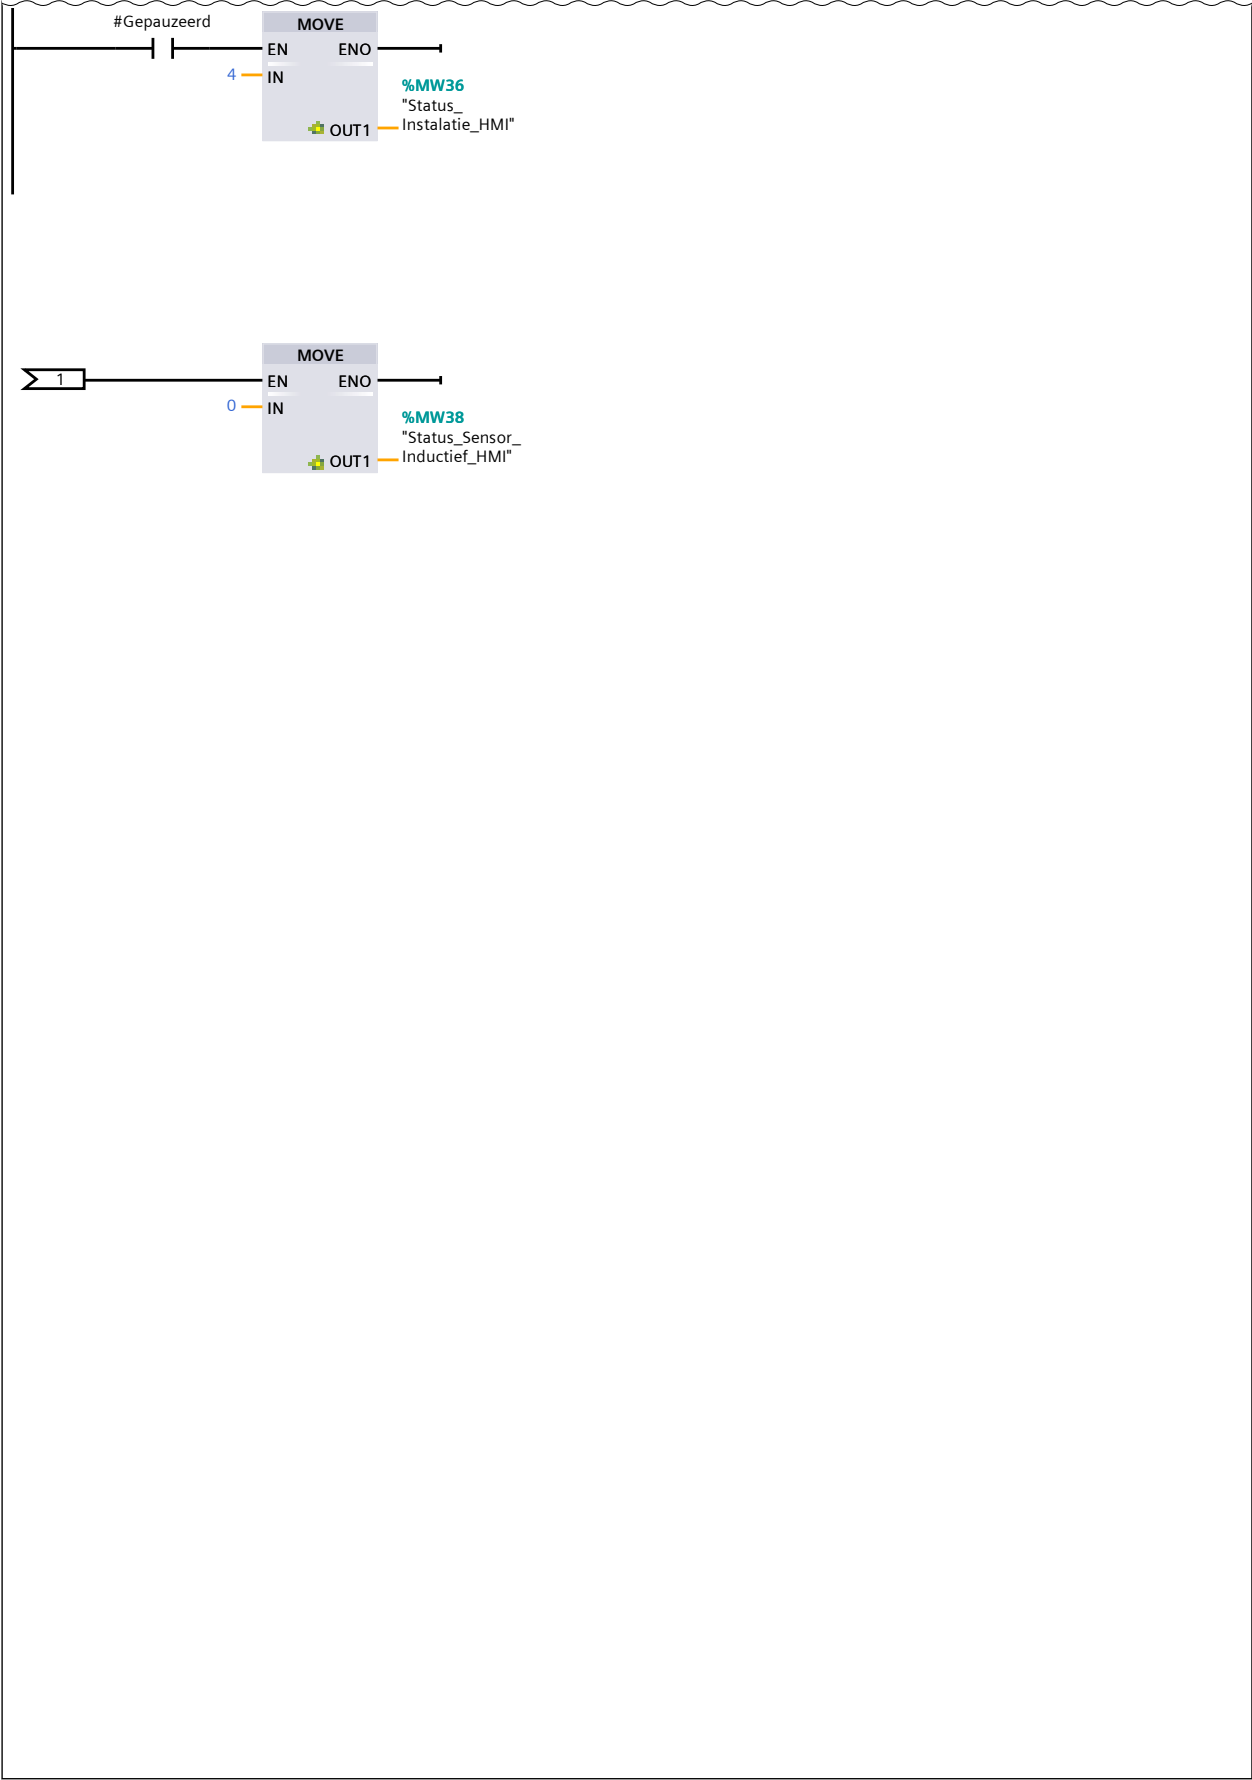 #Gepauzeerd
MOVE
EN ENO
4 IN
%MW36
"Status_
Instalatie_HMI"
OUT1
MOVE
1
EN ENO
0 IN
%MW38
"Status_Sensor_
Inductief_HMI"
OUT1